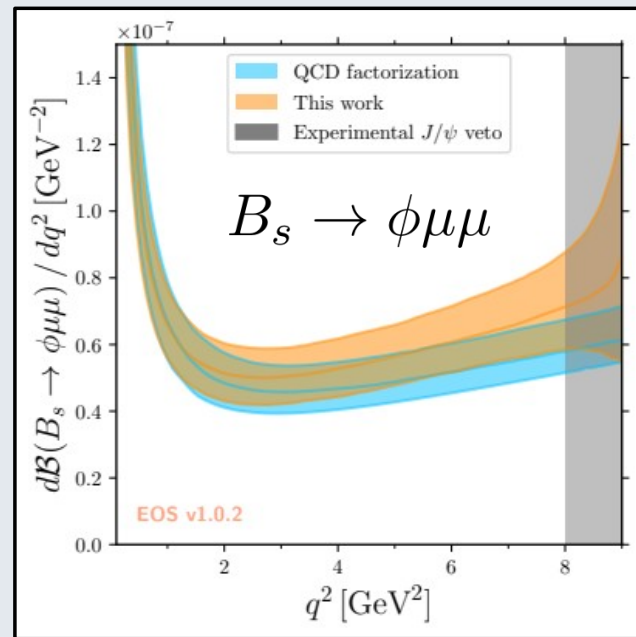 ×10⁻⁷
1.4
1.2
1.0
0.8
0.6
0.4
0.2
0.0
dB(B_s → ϕμμ) / dq² [GeV⁻²]
QCD factorization
This work
Experimental J/ψ veto
B_s → ϕμμ
EOS v1.0.2
2 4 6 8
q² [GeV²]